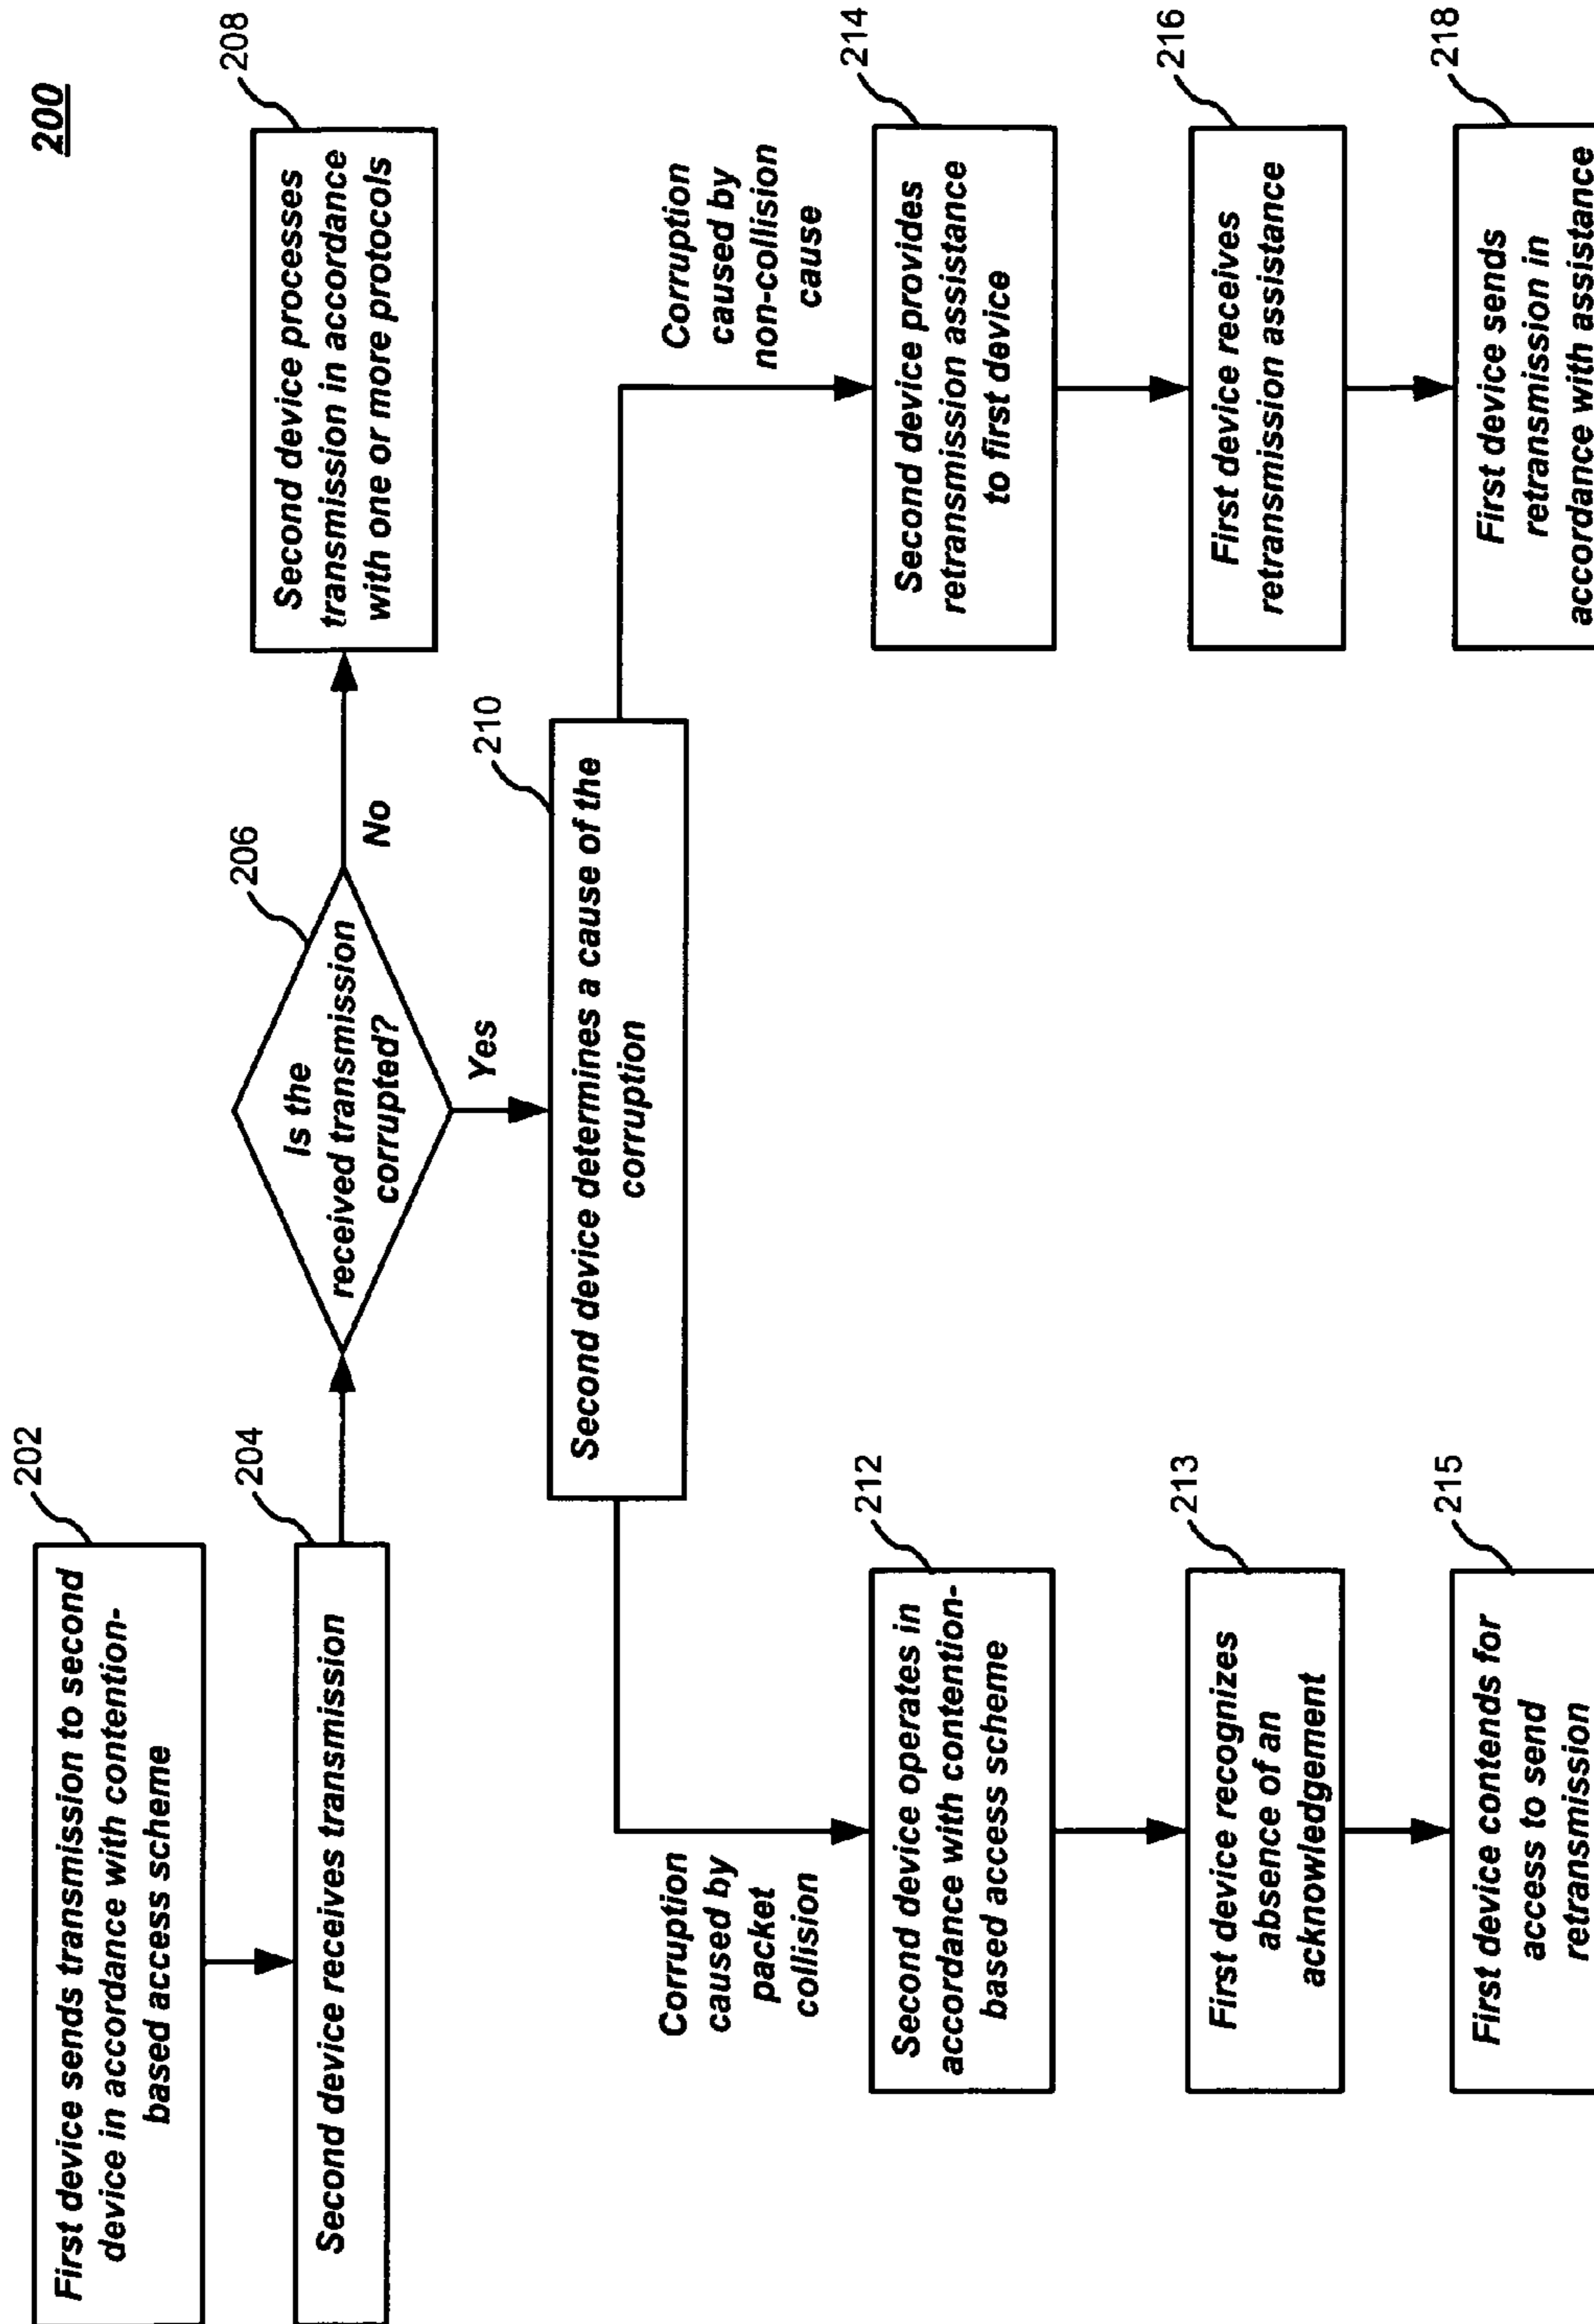 200
202
First device sends transmission to second
device in accordance with contention-
based access scheme
204
Second device receives transmission
206
Is the
received transmission
corrupted?
No
Yes
208
Second device processes
transmission in accordance
with one or more protocols
210
Second device determines a cause of the
corruption
Corruption
caused by
packet
collision
212
Second device operates in
accordance with contention-
based access scheme
213
First device recognizes
absence of an
acknowledgement
215
First device contends for
access to send
retransmission
Corruption
caused by
non-collision
cause
214
Second device provides
retransmission assistance
to first device
216
First device receives
retransmission assistance
218
First device sends
retransmission in
accordance with assistance